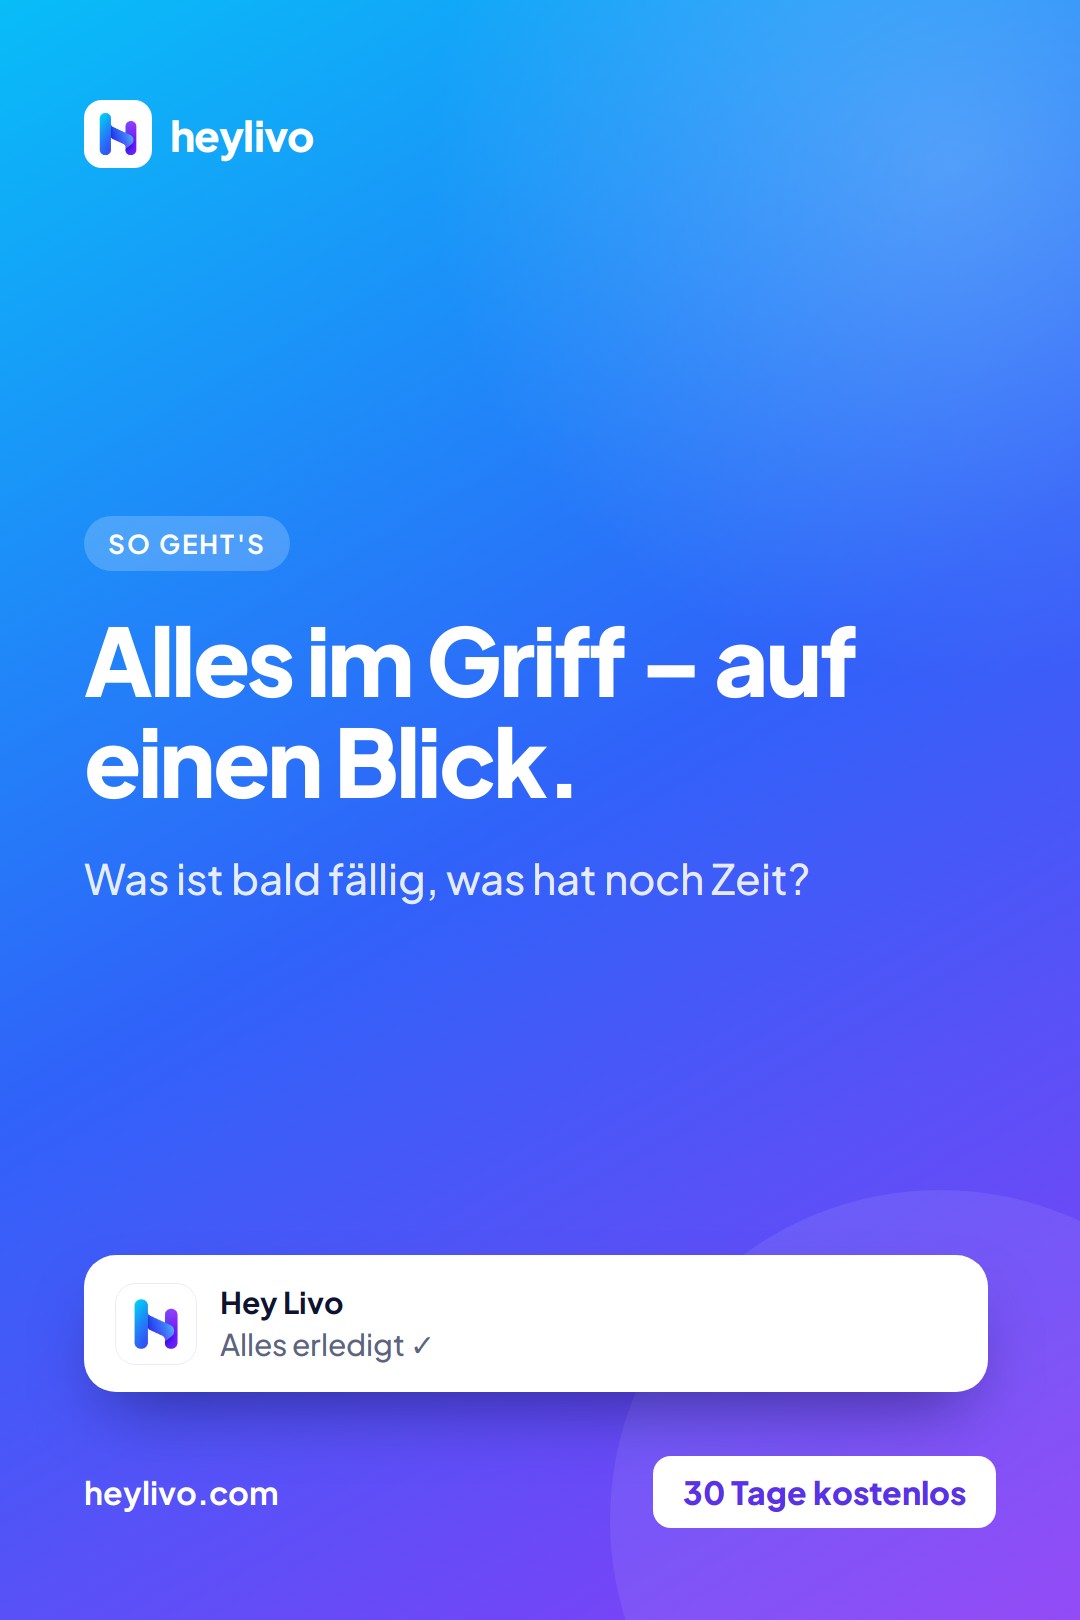 heylivo
SO GEHT'S
Alles im Griff – auf
einen Blick.
Was ist bald fällig, was hat noch Zeit?
Hey Livo
Alles erledigt ✓
heylivo.com
30 Tage kostenlos